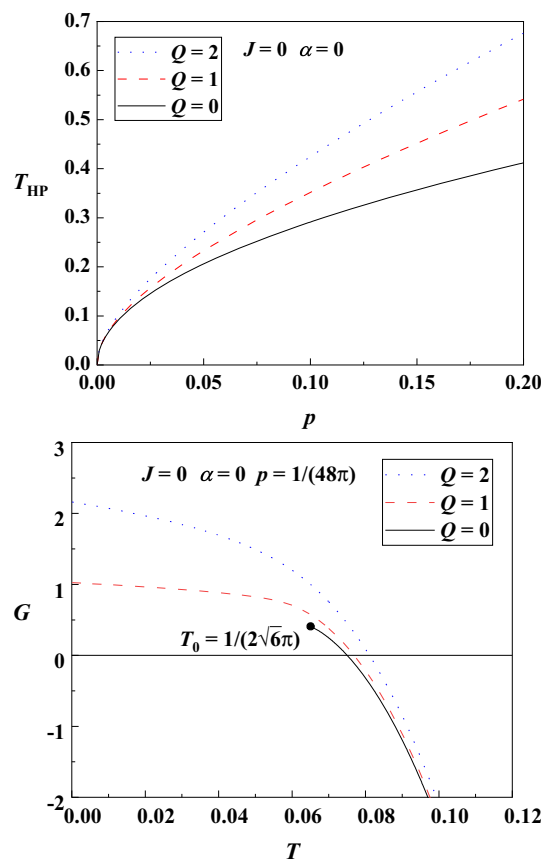 0.7
Q = 2
Q = 1
Q = 0
J = 0 α = 0
0.6
0.5
0.4
T_HP
0.3
0.2
0.1
0.0
0.00 0.05 0.10 0.15 0.20
p
3
J = 0 α = 0 p = 1/(48π)
Q = 2
Q = 1
Q = 0
2
1
G
T₀ = 1/(2√6π)
0
-1
-2
0.00 0.02 0.04 0.06 0.08 0.10 0.12
T